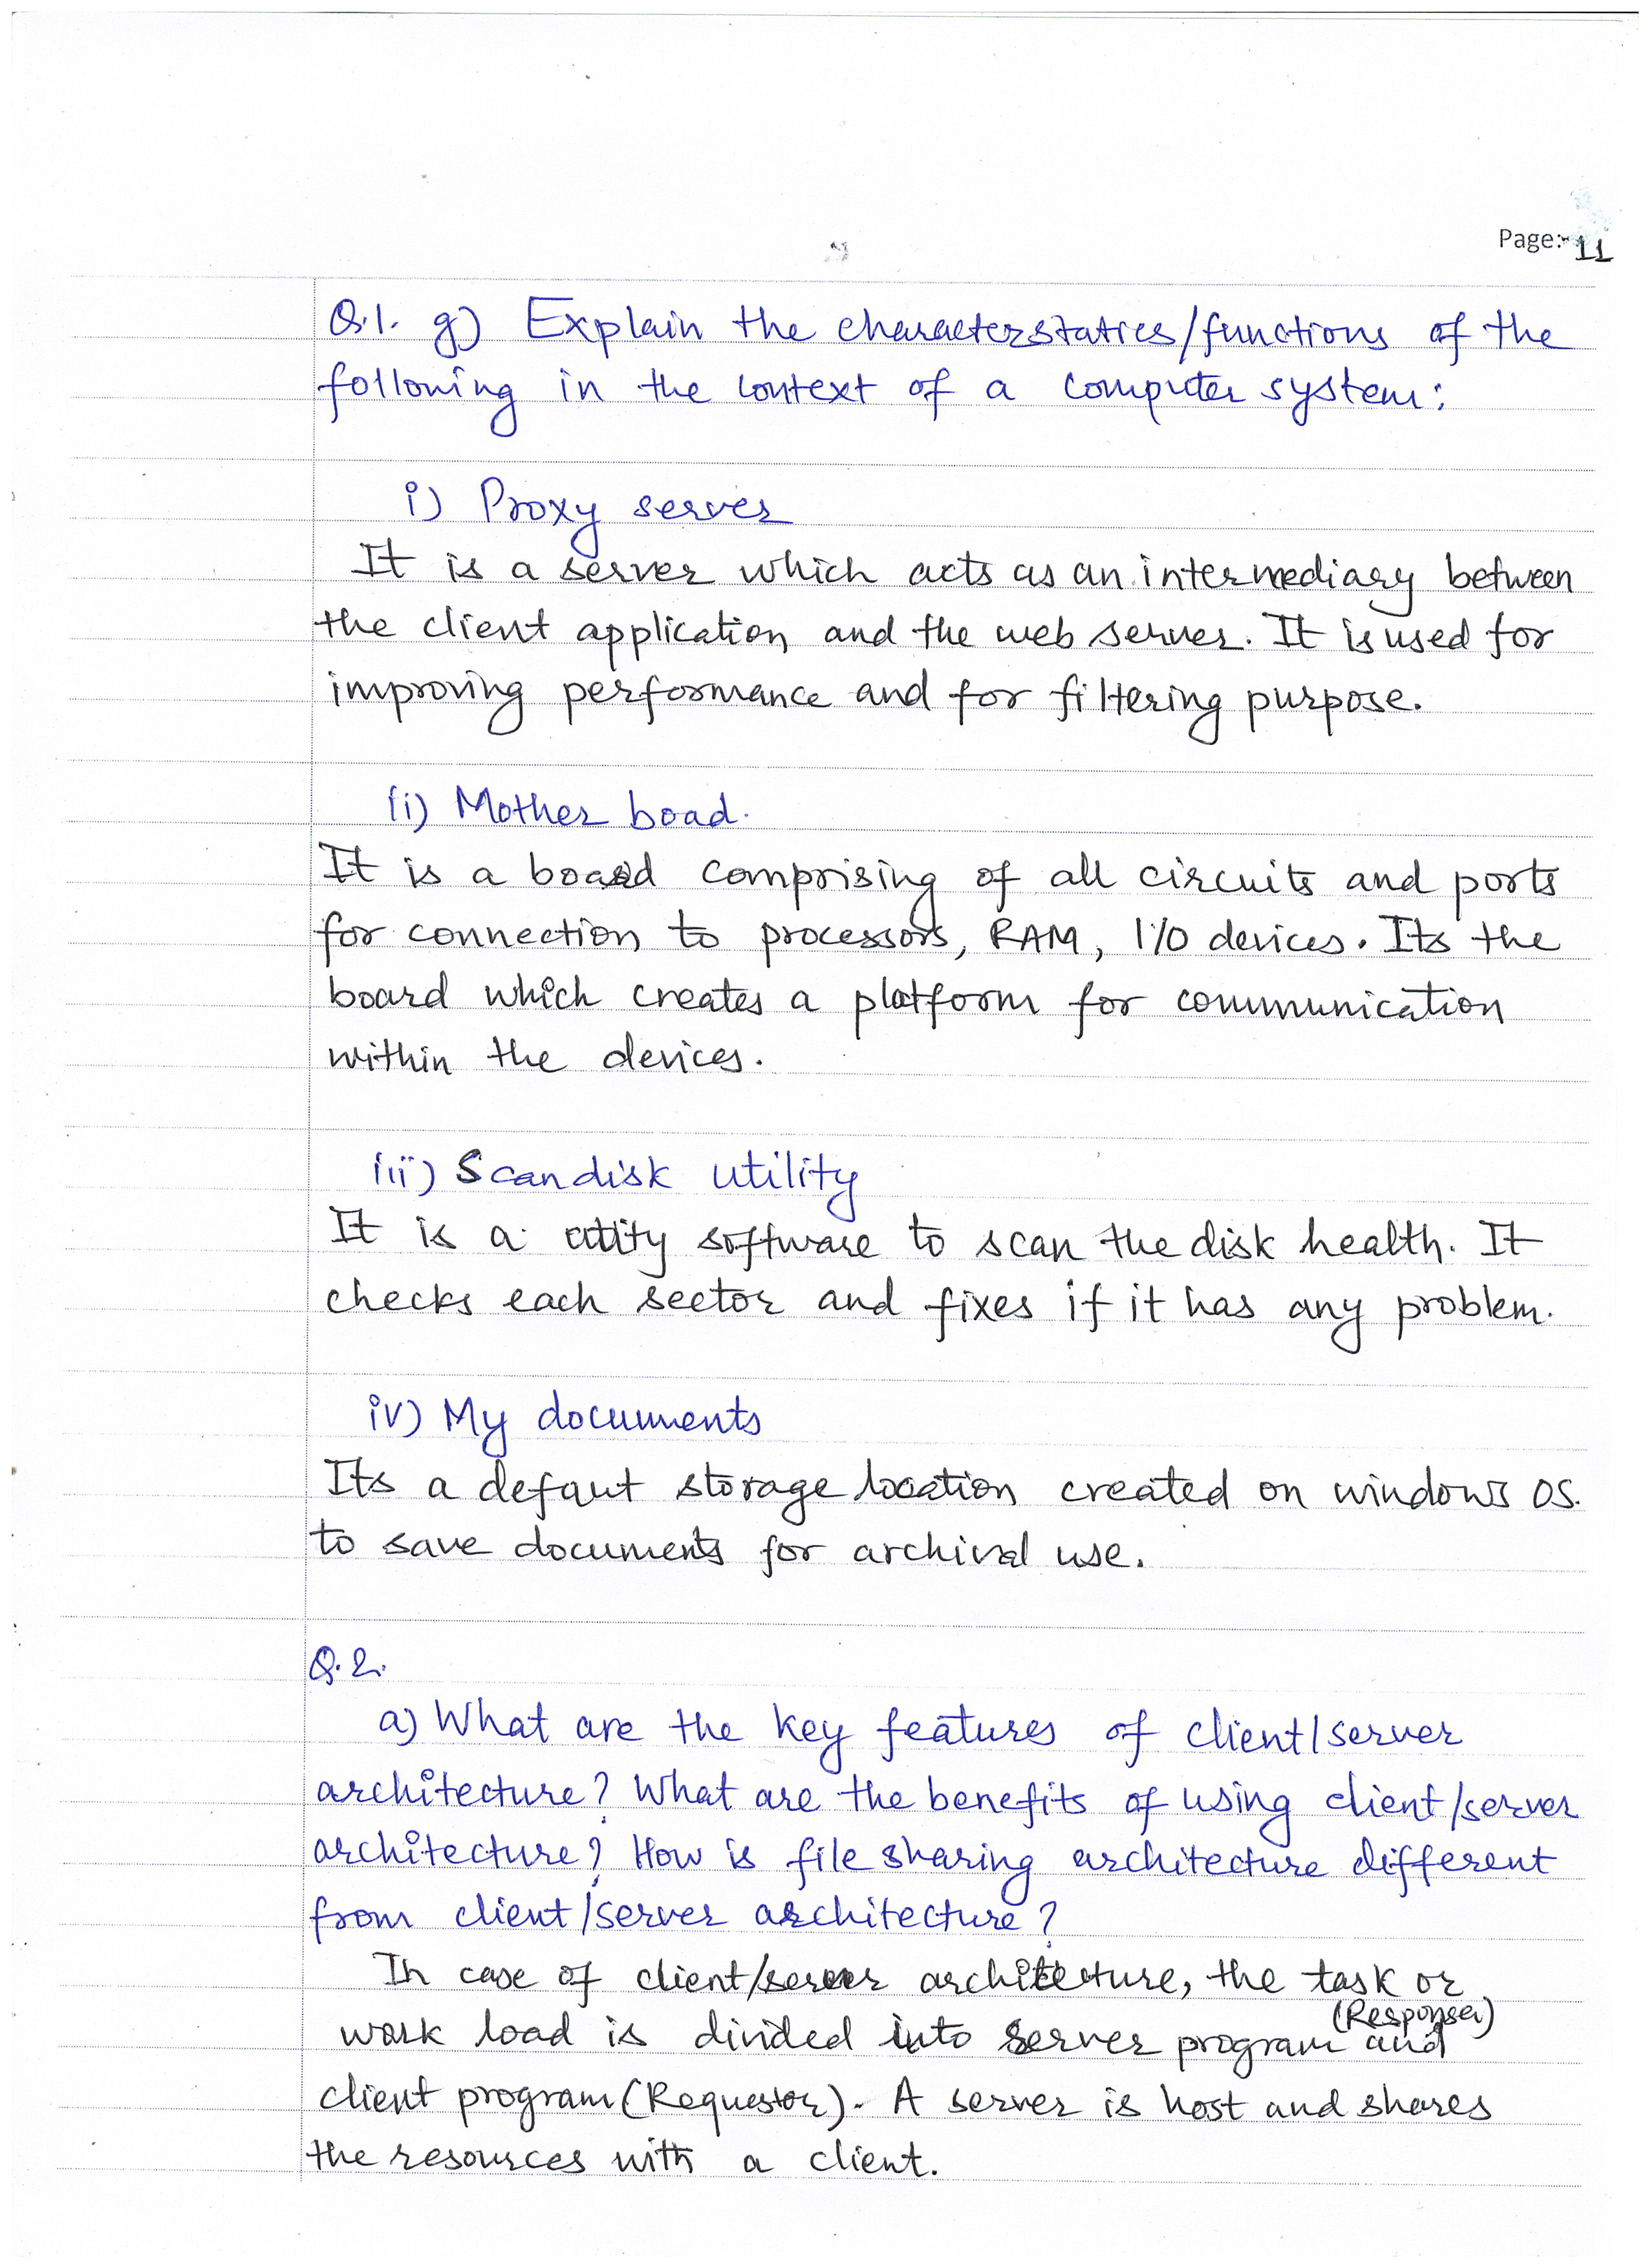 Page:- 11
Q.1. g) Explain the characterstatics/functions of the
following in the context of a computer system:
i) Proxy server
It is a server which acts as an intermediary between
the client application and the web server. It is used for
improving performance and for filtering purpose.
(i) Mother boad.
It is a board comprising of all circuits and ports
for connection to processors, RAM, I/O devices. Its the
board which creates a platform for communication
within the devices.
(iii) Scandisk utility
It is a utlity software to scan the disk health. It
checks each sector and fixes if it has any problem.
iv) My documents
Its a defaut storage location created on windows OS.
to save documents for archival use.
Q.2.
a) What are the key features of client/server
architecture? What are the benefits of using client/server
architecture? How is file sharing architecture different
from client/server architecture?
In case of client/server architecture, the task or
(Responser)
work load is divided into server program and
client program (Requestor). A server is host and shares
the resources with a client.